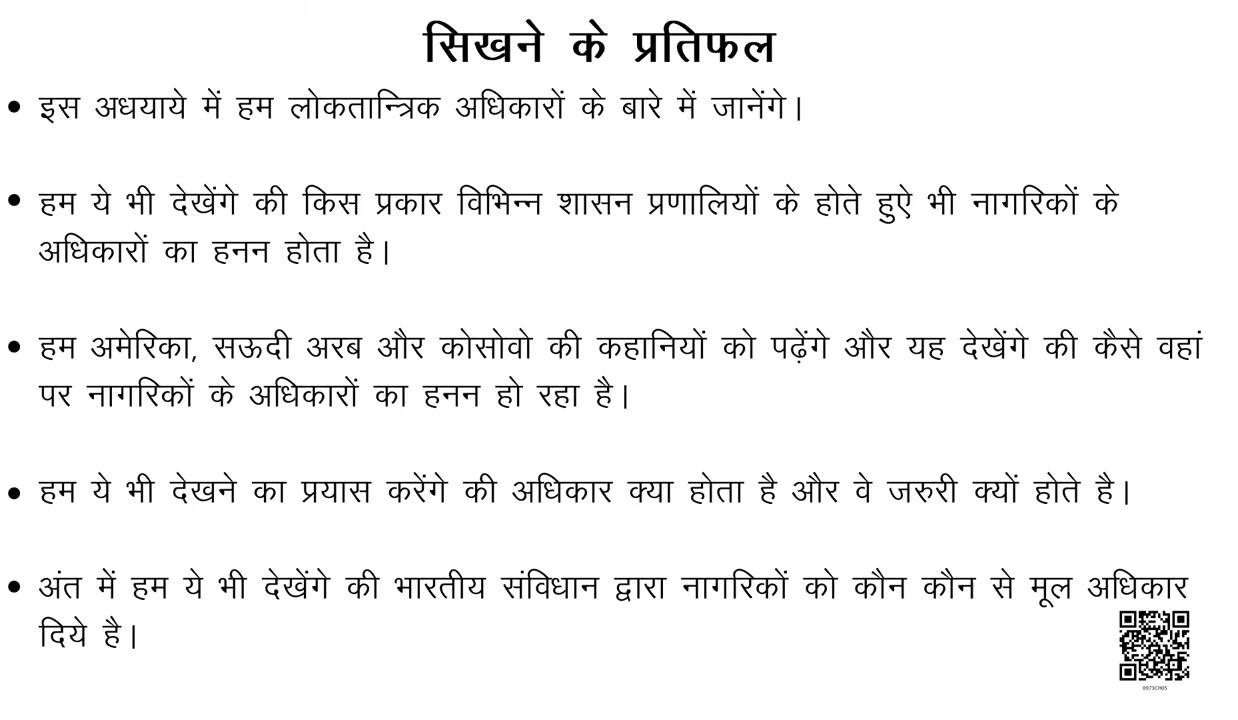 सिखने के प्रतिफल
• इस अधयाये में हम लोकतान्त्रिक अधिकारों के बारे में जानेंगे।
• हम ये भी देखेंगे की किस प्रकार विभिन्न शासन प्रणालियों के होते हुऐ भी नागरिकों के
अधिकारों का हनन होता है।
• हम अमेरिका, सऊदी अरब और कोसोवो की कहानियों को पढ़ेंगे और यह देखेंगे की कैसे वहां
पर नागरिकों के अधिकारों का हनन हो रहा है।
• हम ये भी देखने का प्रयास करेंगे की अधिकार क्या होता है और वे जरुरी क्यों होते है।
• अंत में हम ये भी देखेंगे की भारतीय संविधान द्वारा नागरिकों को कौन कौन से मूल अधिकार
दिये है।
0973CH05